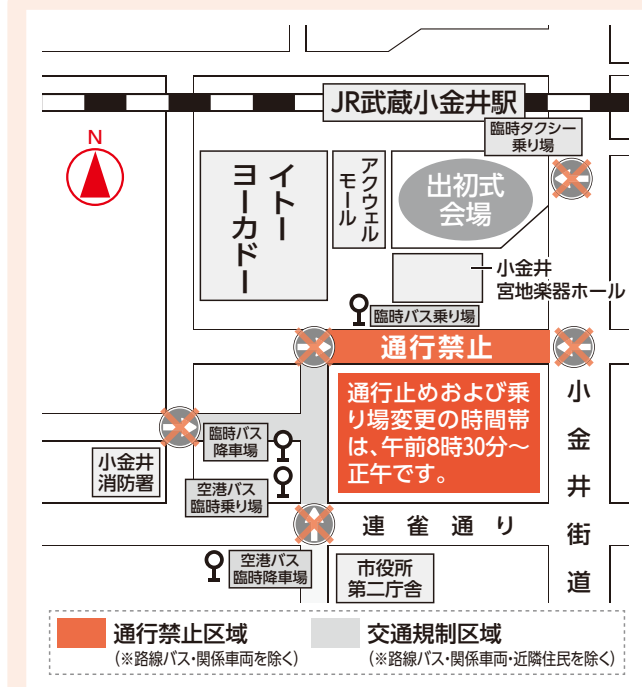 JR武蔵小金井駅
臨時タクシー
乗り場
N
イトー
ヨーカドー
アクウェル
モール
出初式
会場
小金井
宮地楽器ホール
臨時バス乗り場
通行禁止
通行止めおよび乗
り場変更の時間帯
は、午前8時30分～
正午です。
小金井街道
臨時バス
降車場
小金井
消防署
空港バス
臨時乗り場
連雀通り
空港バス
臨時降車場
市役所
第二庁舎
通行禁止区域
(※路線バス・関係車両を除く)
交通規制区域
(※路線バス・関係車両・近隣住民を除く)